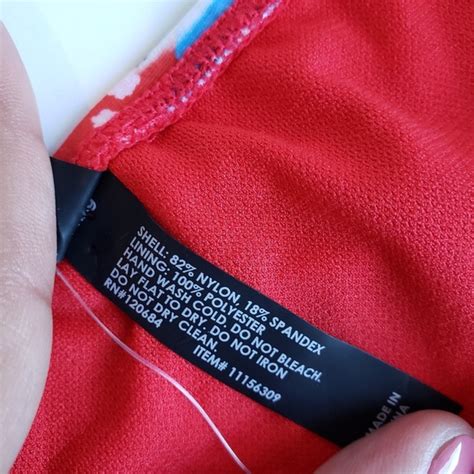 SHELL: 82% NYLON, 18% SPANDEX
LINING: 100% POLYESTER
HAND WASH COLD. DO NOT BLEACH.
LAY FLAT TO DRY. DO NOT IRON
DO NOT DRY CLEAN.
RN#120684
ITEM# 11156309
MADE IN